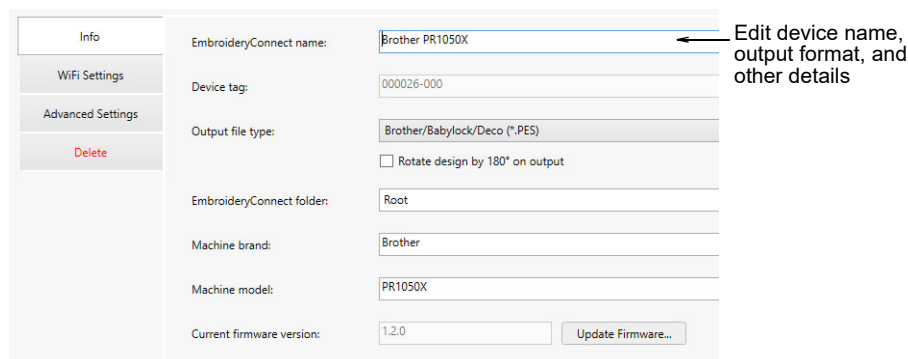 Info
WiFi Settings
Advanced Settings
Delete
EmbroideryConnect name:
Brother PR1050X
Device tag:
000026-000
Output file type:
Brother/Babylock/Deco (*.PES)
Rotate design by 180° on output
EmbroideryConnect folder:
Root
Machine brand:
Brother
Machine model:
PR1050X
Current firmware version:
1.2.0
Update Firmware...
Edit device name,
output format, and
other details